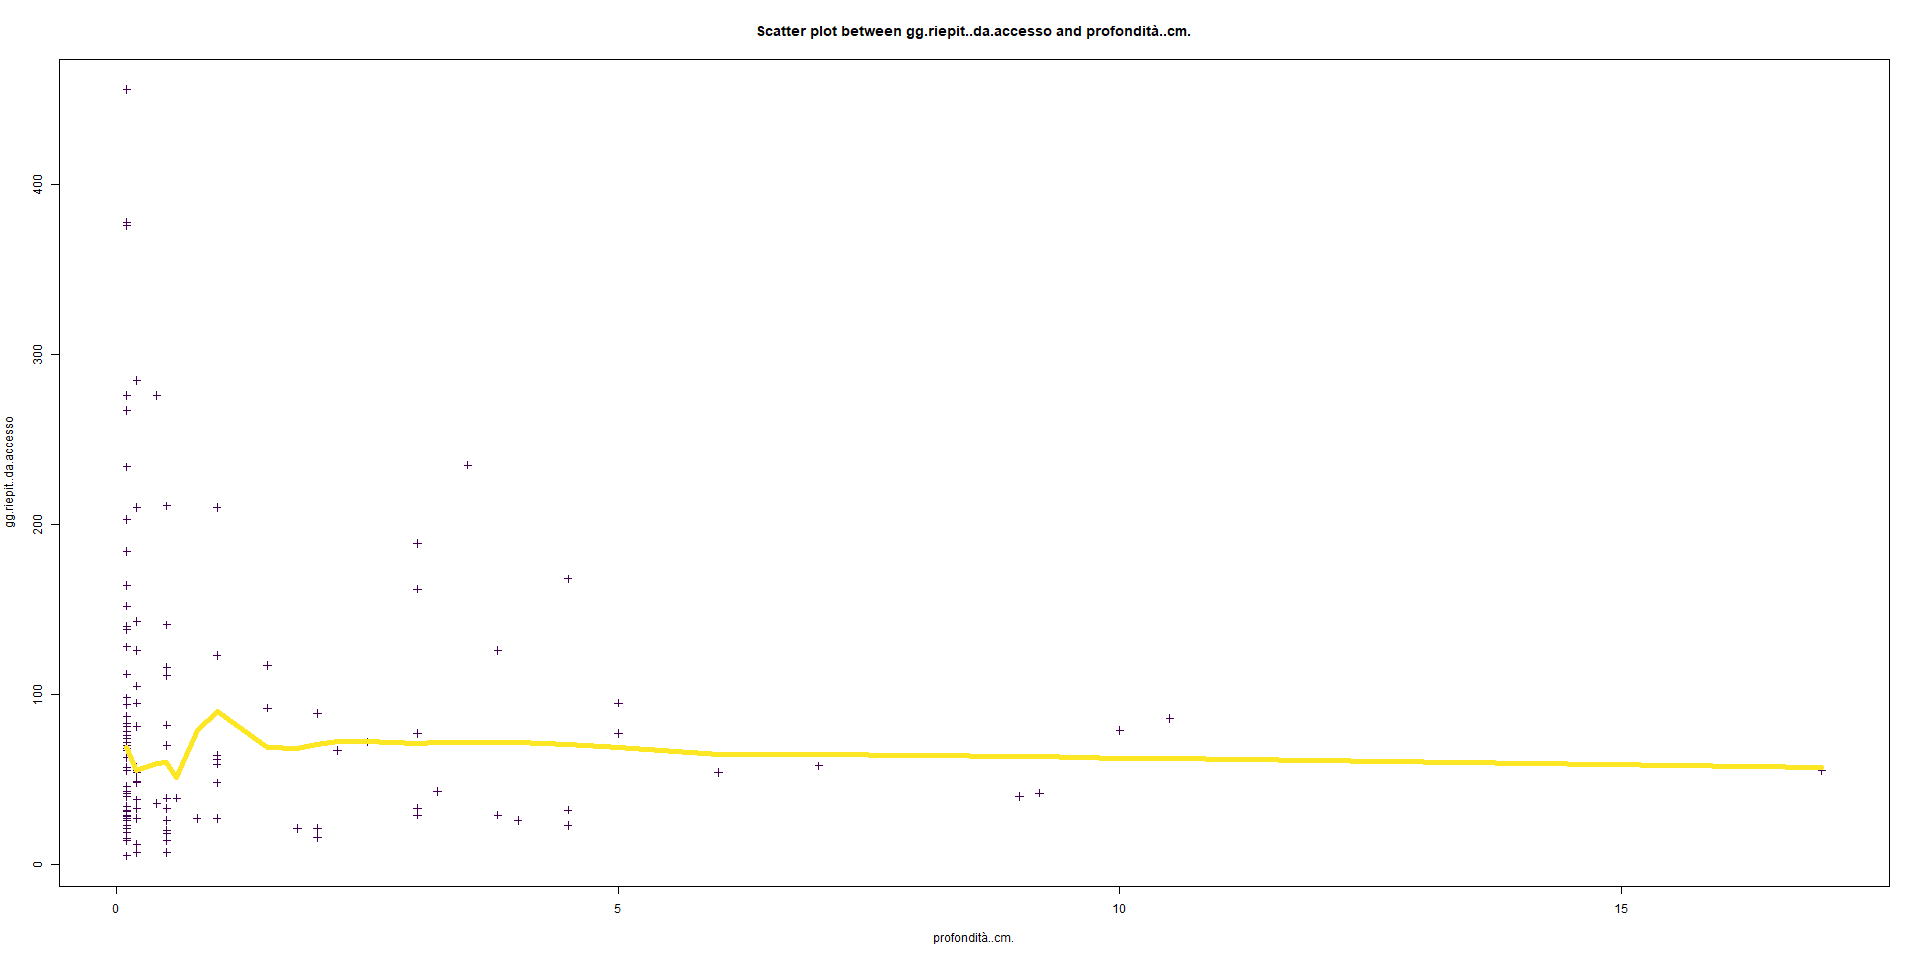 Scatter plot between gg.riepit..da.accesso and profondità..cm.
gg.riepit..da.accesso
400
300
200
100
0
0 5 10 15
profondità..cm.